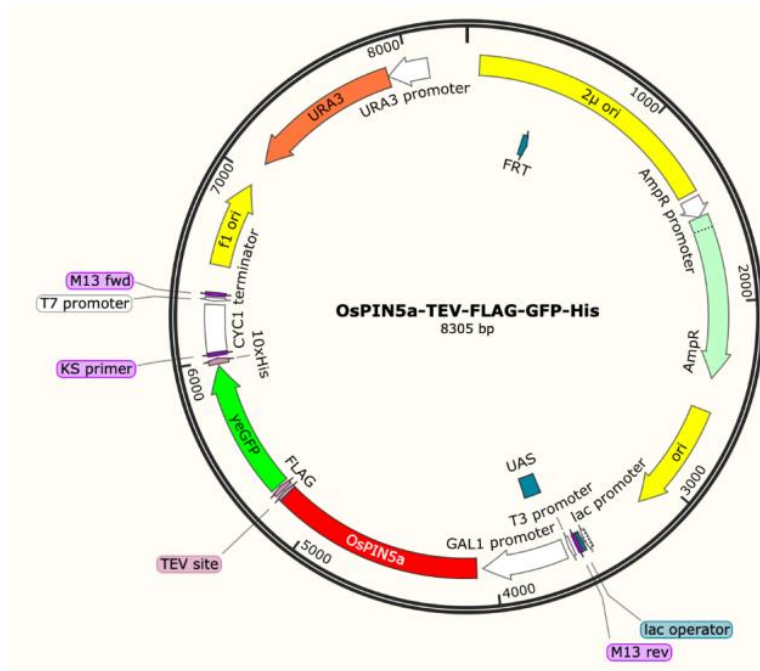 8000
URA3
URA3 promoter
2μ ori
1000
FRT
AmpR promoter
7000
f1 ori
2000
M13 fwd
T7 promoter
CYC1 terminator
OsPIN5a-TEV-FLAG-GFP-His
8305 bp
AmpR
KS primer
10xHis
6000
yeGFP
ori
3000
FLAG
UAS
T3 promoter
lac promoter
GAL1 promoter
TEV site
5000
OsPIN5a
4000
lac operator
M13 rev